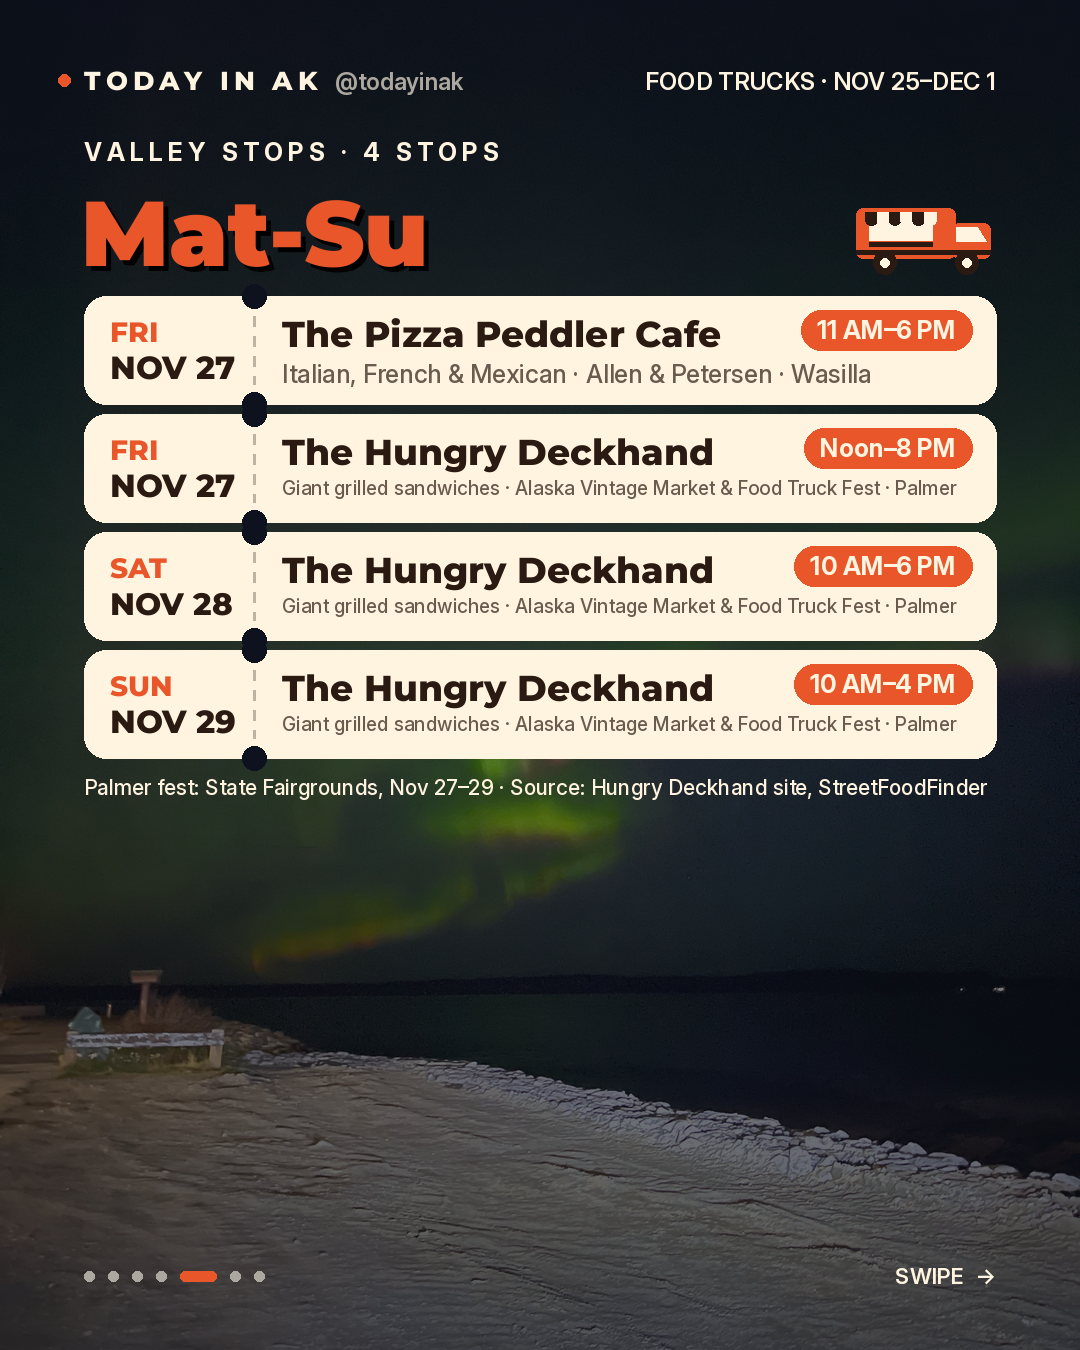 TODAY IN AK @todayinak
FOOD TRUCKS · NOV 25–DEC 1
VALLEY STOPS · 4 STOPS
Mat-Su
FRI
NOV 27
The Pizza Peddler Cafe
11 AM–6 PM
Italian, French & Mexican · Allen & Petersen · Wasilla
FRI
NOV 27
The Hungry Deckhand
Noon–8 PM
Giant grilled sandwiches · Alaska Vintage Market & Food Truck Fest · Palmer
SAT
NOV 28
The Hungry Deckhand
10 AM–6 PM
Giant grilled sandwiches · Alaska Vintage Market & Food Truck Fest · Palmer
SUN
NOV 29
The Hungry Deckhand
10 AM–4 PM
Giant grilled sandwiches · Alaska Vintage Market & Food Truck Fest · Palmer
Palmer fest: State Fairgrounds, Nov 27–29 · Source: Hungry Deckhand site, StreetFoodFinder
SWIPE →